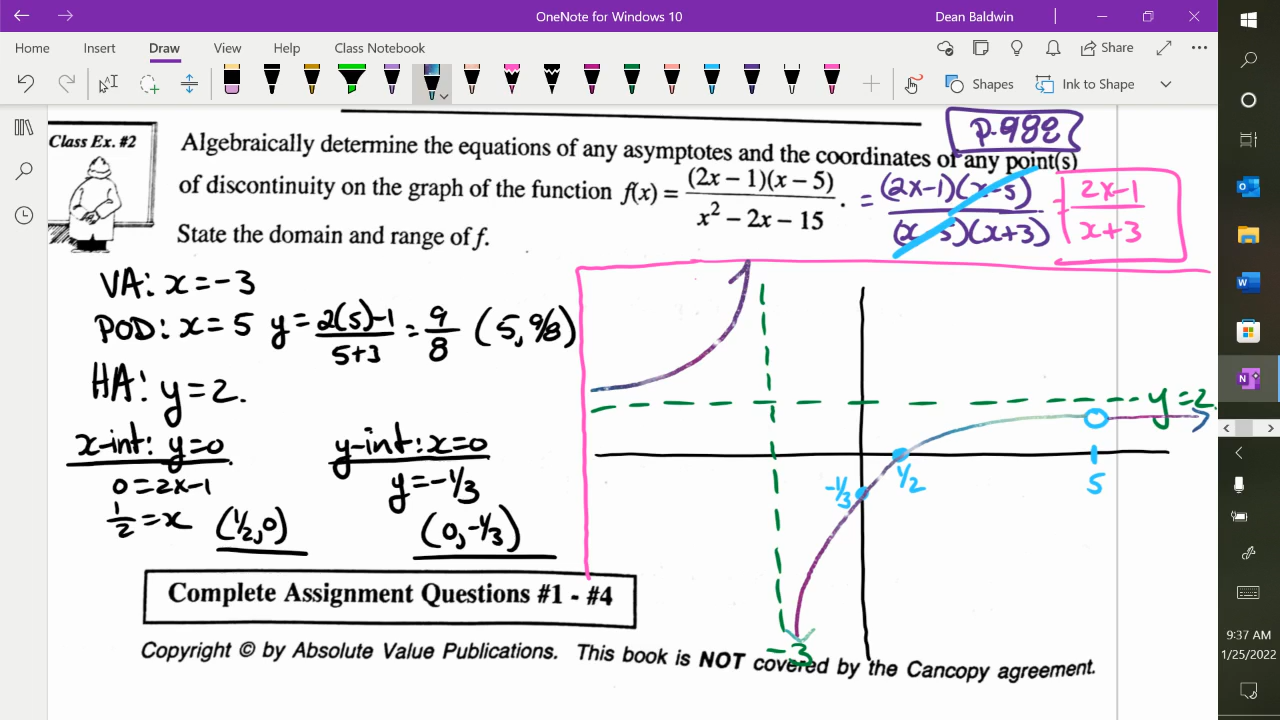 OneNote for Windows 10
Dean Baldwin
Home Insert Draw View Help Class Notebook
Share
Shapes Ink to Shape
p.988
Class Ex. #2
Algebraically determine the equations of any asymptotes and the coordinates of any point(s)
of discontinuity on the graph of the function f(x) = (2x − 1)(x − 5) / x² − 2x − 15 . = (2x-1)(x-5) / (x-5)(x+3) = 2x-1 / x+3
State the domain and range of f.
VA: x = -3
POD: x = 5 y = 2(5)-1 / 5+3 = 9/8 (5, 9/8)
HA: y = 2.
x-int: y=0
0 = 2x-1
1/2 = x (1/2, 0)
y-int: x=0
y = -1/3
(0, -1/3)
y = 2
-1/3
1/2
5
-3
Complete Assignment Questions #1 - #4
Copyright © by Absolute Value Publications. This book is NOT covered by the Cancopy agreement.
9:37 AM
1/25/2022